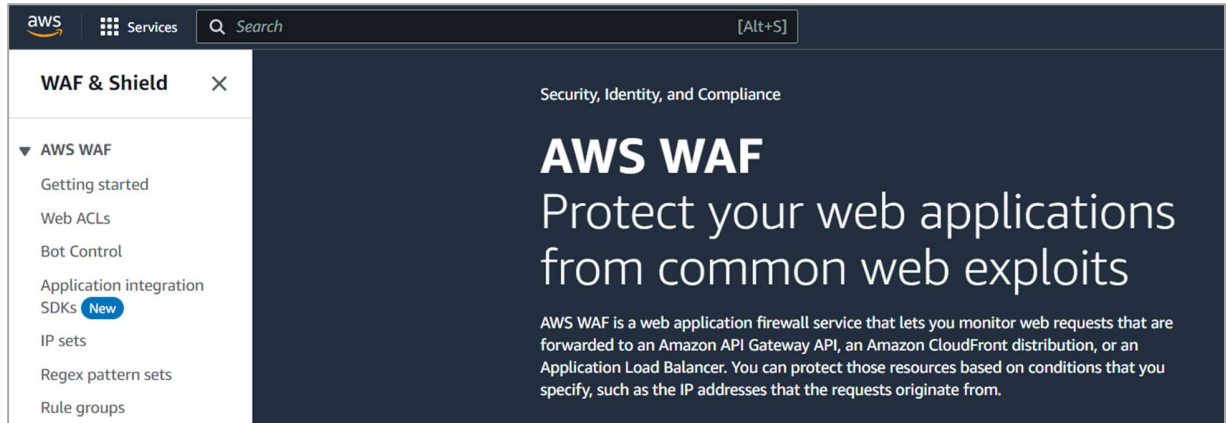 aws
Services
Search
[Alt+S]
WAF & Shield
AWS WAF
Getting started
Web ACLs
Bot Control
Application integration
SDKs New
IP sets
Regex pattern sets
Rule groups
Security, Identity, and Compliance
AWS WAF
Protect your web applications
from common web exploits
AWS WAF is a web application firewall service that lets you monitor web requests that are
forwarded to an Amazon API Gateway API, an Amazon CloudFront distribution, or an
Application Load Balancer. You can protect those resources based on conditions that you
specify, such as the IP addresses that the requests originate from.